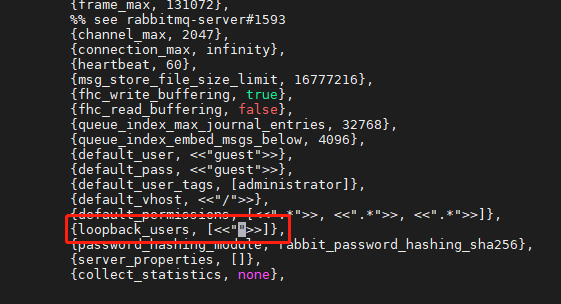 {frame_max, 131072},
%% see rabbitmq-server#1593
{channel_max, 2047},
{connection_max, infinity},
{heartbeat, 60},
{msg_store_file_size_limit, 16777216},
{fhc_write_buffering, true},
{fhc_read_buffering, false},
{queue_index_max_journal_entries, 32768},
{queue_index_embed_msgs_below, 4096},
{default_user, <<"guest">>},
{default_pass, <<"guest">>},
{default_user_tags, [administrator]},
{default_vhost, <<"/">>},
{default_permissions, [<<".*">>, <<".*">>, <<".*">>]},
{loopback_users, [<<"">>]},
{password_hashing_module, rabbit_password_hashing_sha256},
{server_properties, []},
{collect_statistics, none},